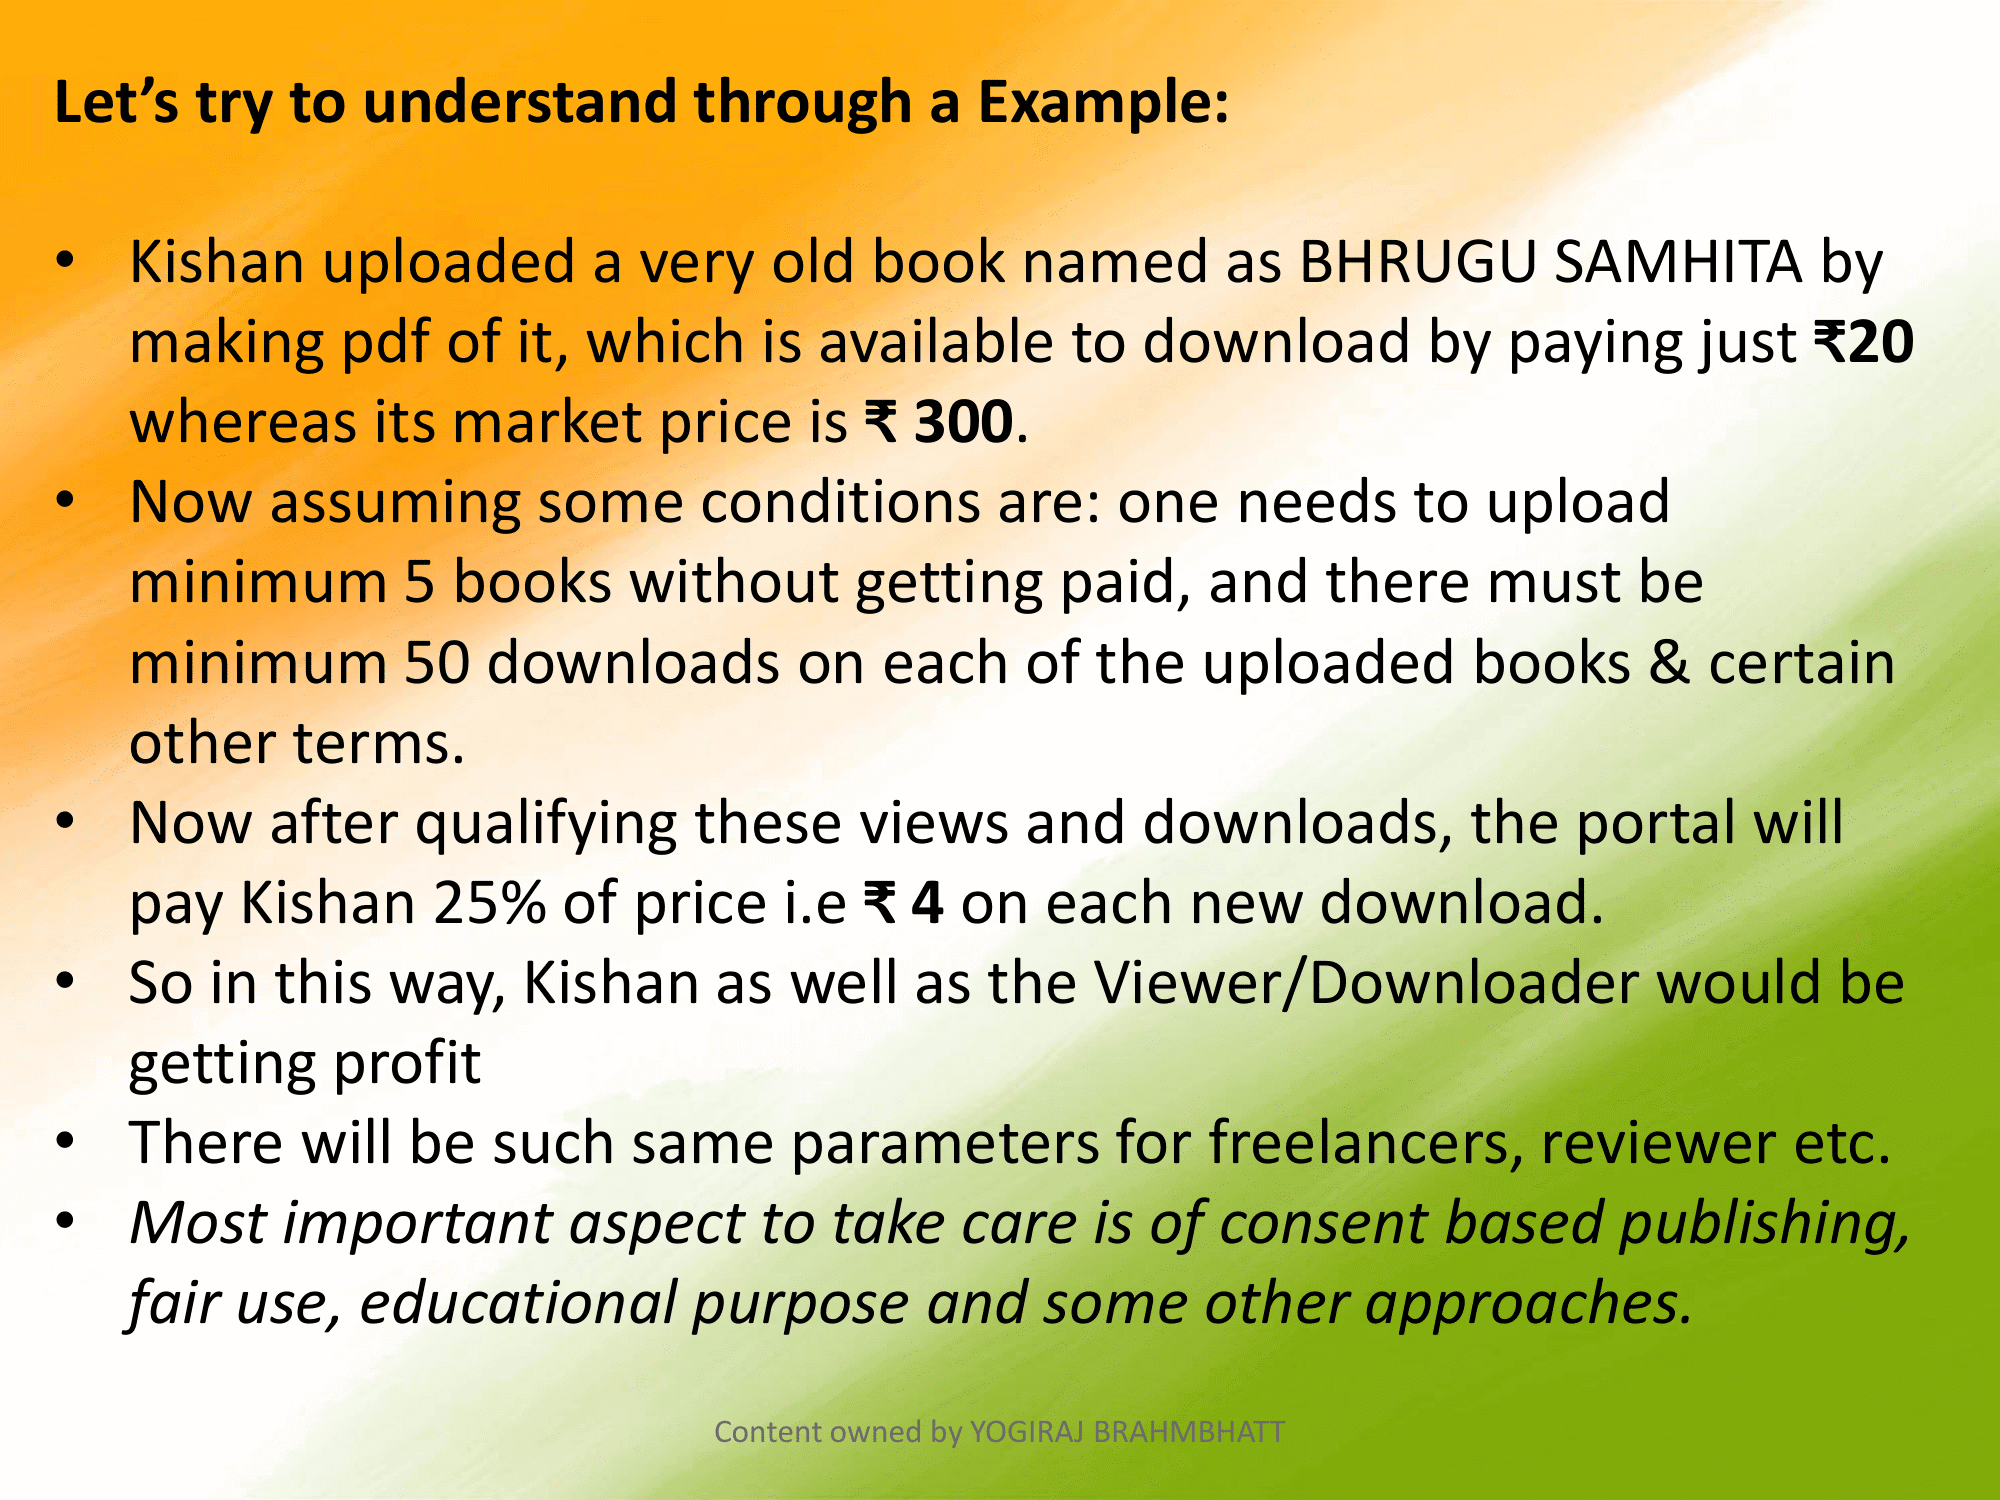 Let’s try to understand through a Example:
• Kishan uploaded a very old book named as BHRUGU SAMHITA by
making pdf of it, which is available to download by paying just ₹20
whereas its market price is ₹ 300.
• Now assuming some conditions are: one needs to upload
minimum 5 books without getting paid, and there must be
minimum 50 downloads on each of the uploaded books & certain
other terms.
• Now after qualifying these views and downloads, the portal will
pay Kishan 25% of price i.e ₹ 4 on each new download.
• So in this way, Kishan as well as the Viewer/Downloader would be
getting profit
• There will be such same parameters for freelancers, reviewer etc.
• Most important aspect to take care is of consent based publishing,
fair use, educational purpose and some other approaches.
Content owned by YOGIRAJ BRAHMBHATT